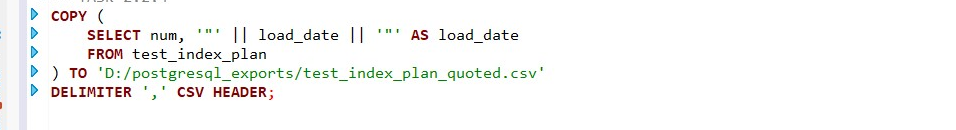 COPY (
SELECT num, '"' || load_date || '"' AS load_date
FROM test_index_plan
) TO 'D:/postgresql_exports/test_index_plan_quoted.csv'
DELIMITER ',' CSV HEADER;